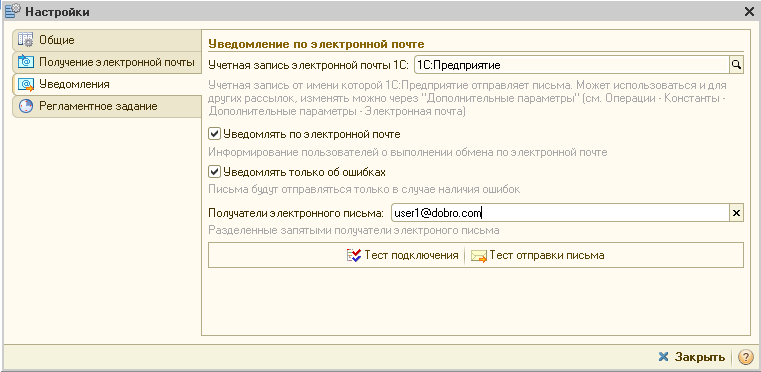 Настройки
Общие
Получение электронной почты
Уведомления
Регламентное задание
Уведомление по электронной почте
Учетная запись электронной почты 1С: 1С:Предприятие
Учетная запись от имени которой 1С:Предприятие отправляет письма. Может использоваться и для
других рассылок, изменять можно через "Дополнительные параметры" (см. Операции - Константы -
Дополнительные параметры - Электронная почта)
Уведомлять по электронной почте
Информирование пользователей о выполнении обмена по электронной почте
Уведомлять только об ошибках
Письма будут отправляться только в случае наличия ошибок
Получатели электронного письма: user1@dobro.com
Разделенные запятыми получатели электроного письма
Тест подключения Тест отправки письма
Закрыть ?